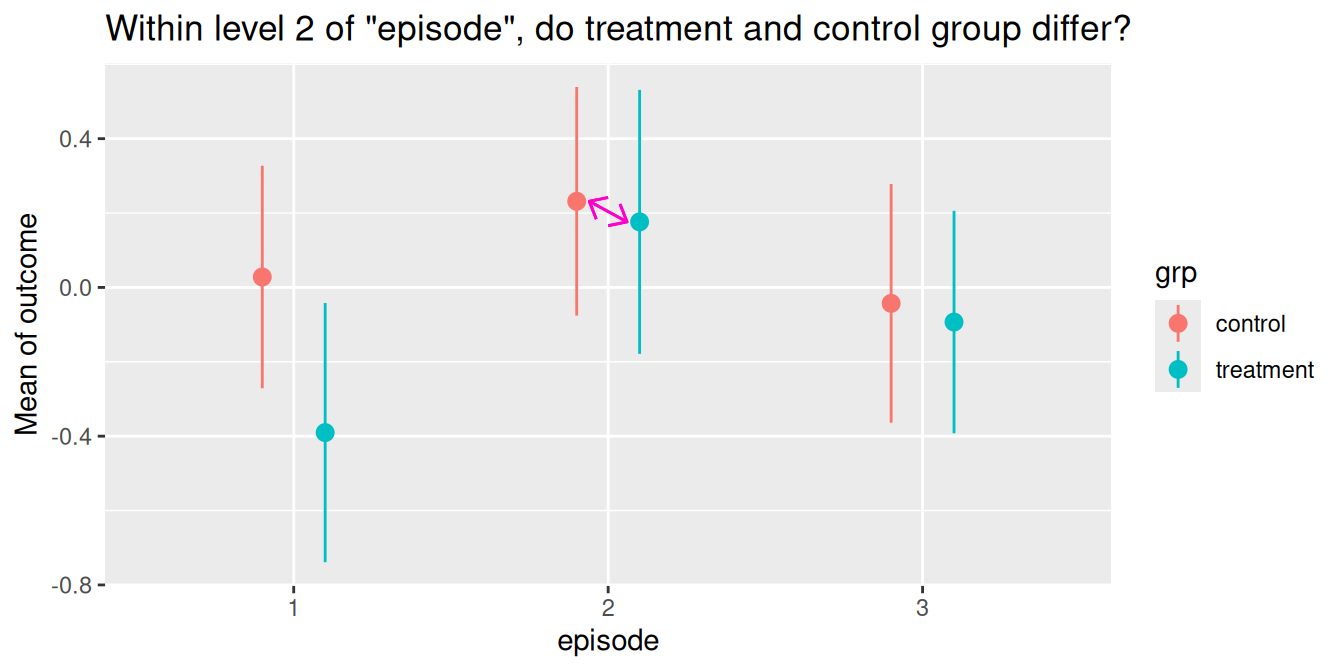 Within level 2 of "episode", do treatment and control group differ?
Mean of outcome
0.4
0.0
-0.4
-0.8
1
2
3
episode
grp
control
treatment